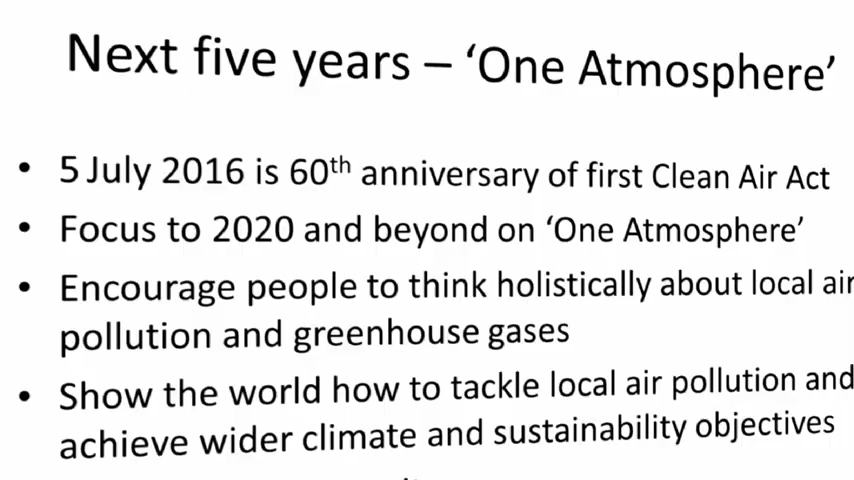 Next five years – ‘One Atmosphere’
• 5 July 2016 is 60th anniversary of first Clean Air Act
• Focus to 2020 and beyond on ‘One Atmosphere’
• Encourage people to think holistically about local air
pollution and greenhouse gases
• Show the world how to tackle local air pollution and
achieve wider climate and sustainability objectives